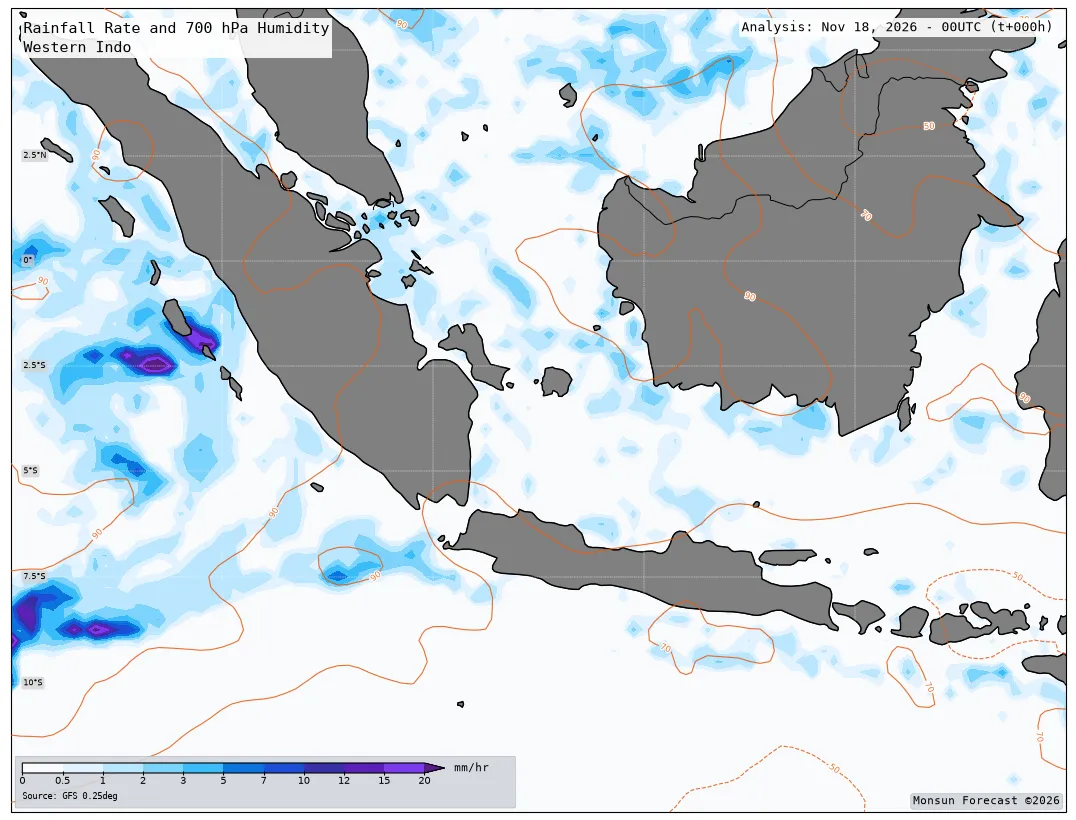 Rainfall Rate and 700 hPa Humidity
Western Indo
Analysis: Nov 18, 2026 - 00UTC (t+000h)
90
50
2.5°N
90
70
0°
90
90
2.5°S
90
5°S
90
90
7.5°S
90
50
70
10°S
70
70
50
mm/hr
0 0.5 1 2 3 5 7 10 12 15 20
Source: GFS 0.25deg
Monsun Forecast ©2026